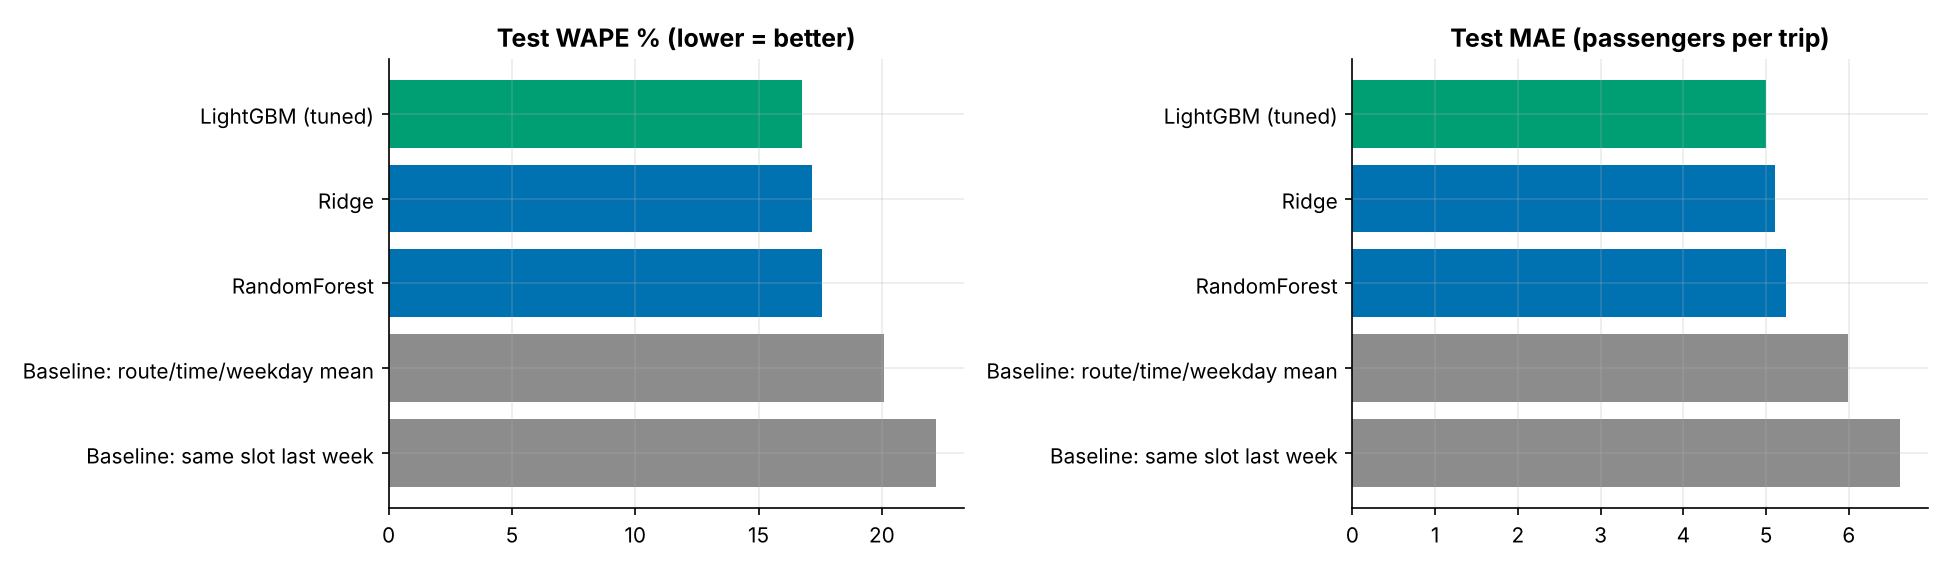 Test WAPE % (lower = better)
LightGBM (tuned)
Ridge
RandomForest
Baseline: route/time/weekday mean
Baseline: same slot last week
0 5 10 15 20
Test MAE (passengers per trip)
LightGBM (tuned)
Ridge
RandomForest
Baseline: route/time/weekday mean
Baseline: same slot last week
0 1 2 3 4 5 6